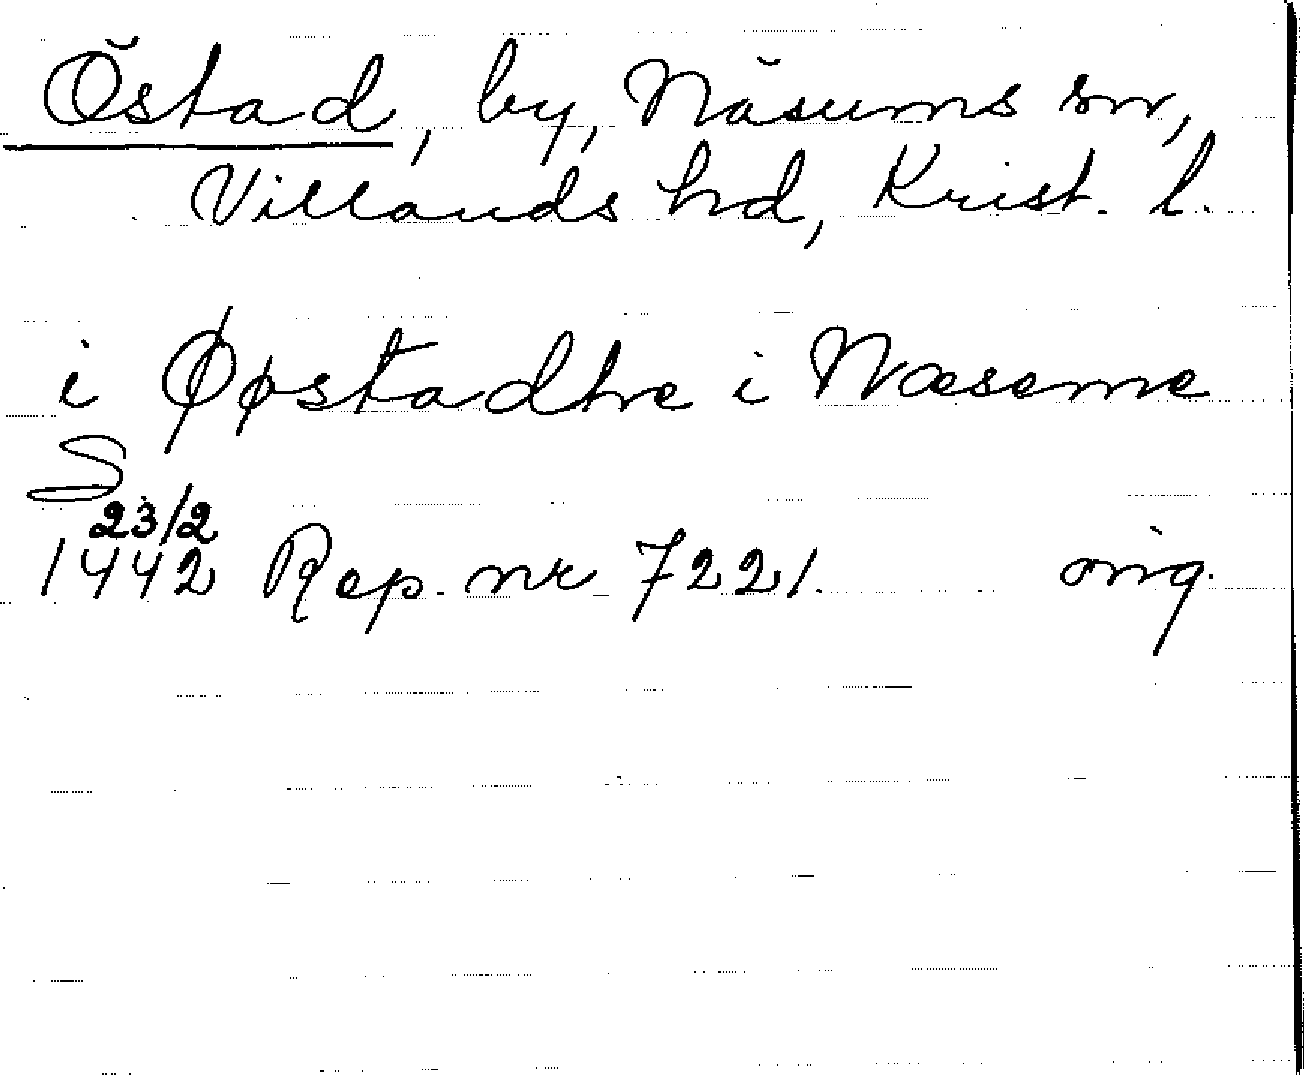 Östad, by, Näsums sn,
Villands hd, Krist. l.
i Øøstadhe i Næseme
S
23/2
1442 Rep. nr 7221. orig.